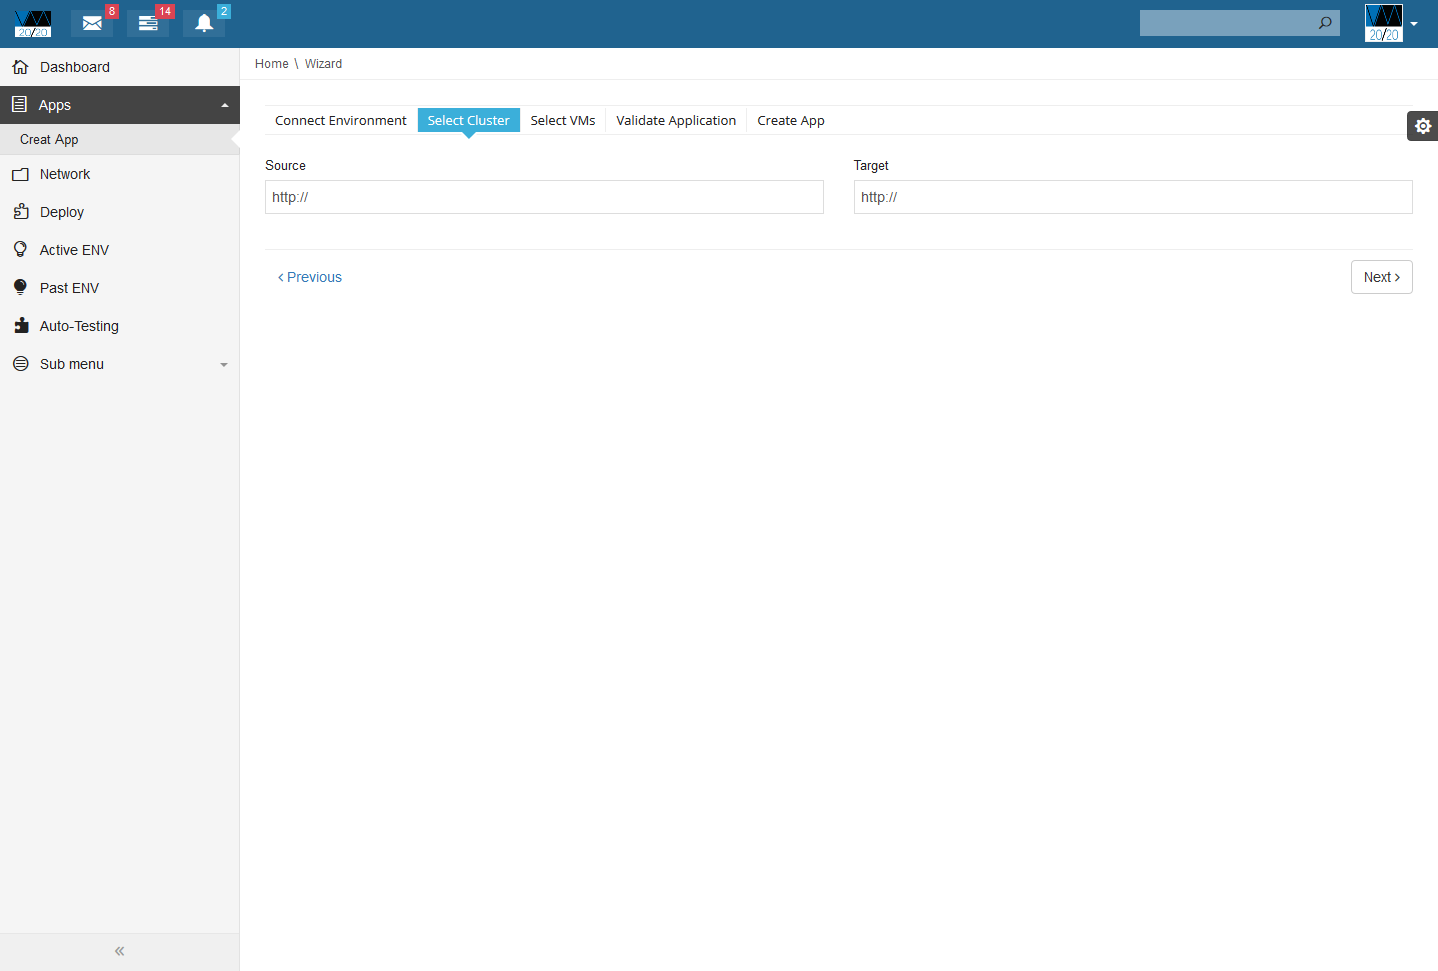 VM
20/20
8
14
2
VM
20/20
Dashboard
Home \ Wizard
Apps
Creat App
Network
Deploy
Active ENV
Past ENV
Auto-Testing
Sub menu
Connect Environment
Select Cluster
Select VMs
Validate Application
Create App
Source
Target
http://
http://
‹ Previous
Next ›
«